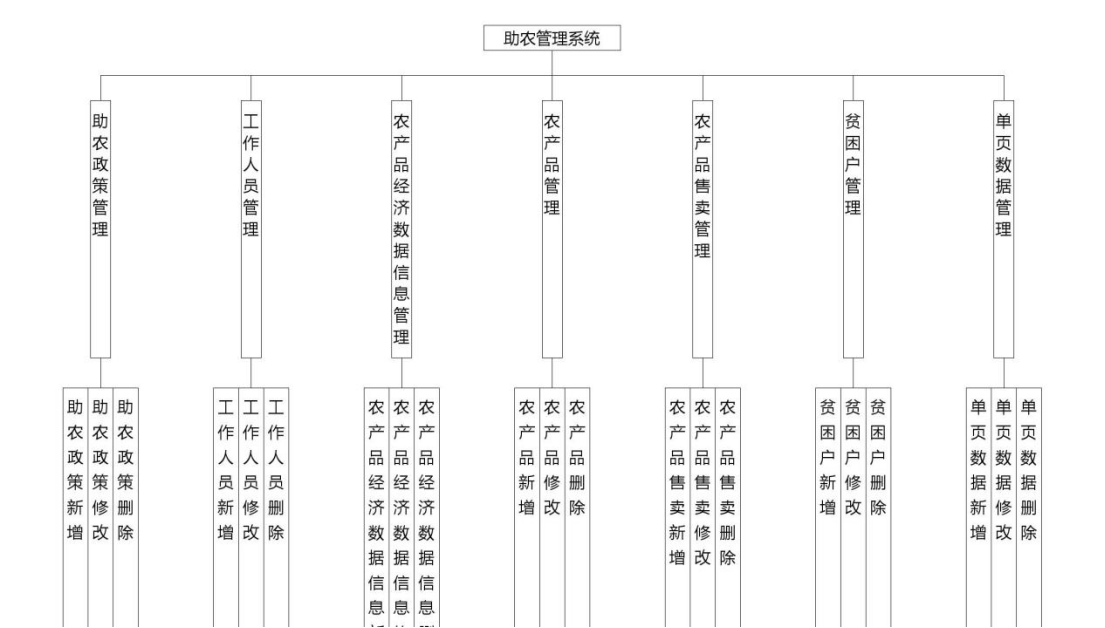 助农管理系统
助农政策管理
工作人员管理
农产品经济数据信息管理
农产品管理
农产品售卖管理
贫困户管理
单页数据管理
助农政策新增
助农政策修改
助农政策删除
工作人员新增
工作人员修改
工作人员删除
农产品经济数据信息
农产品经济数据信息
农产品经济数据信息
农产品新增
农产品修改
农产品删除
农产品售卖新增
农产品售卖修改
农产品售卖删除
贫困户新增
贫困户修改
贫困户删除
单页数据新增
单页数据修改
单页数据删除